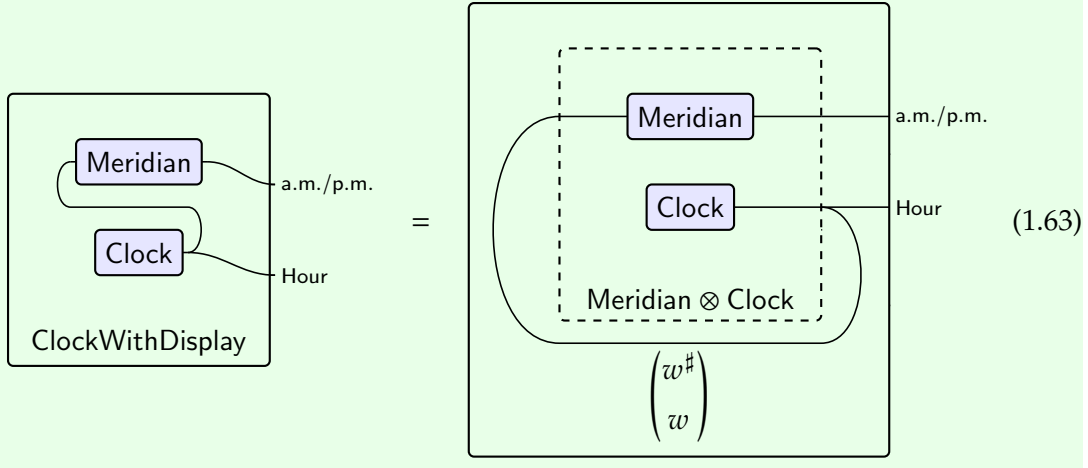 Meridian
a.m./p.m.
Clock
Hour
ClockWithDisplay
=
Meridian
a.m./p.m.
Clock
Hour
Meridian ⊗ Clock
w♯
w
(1.63)